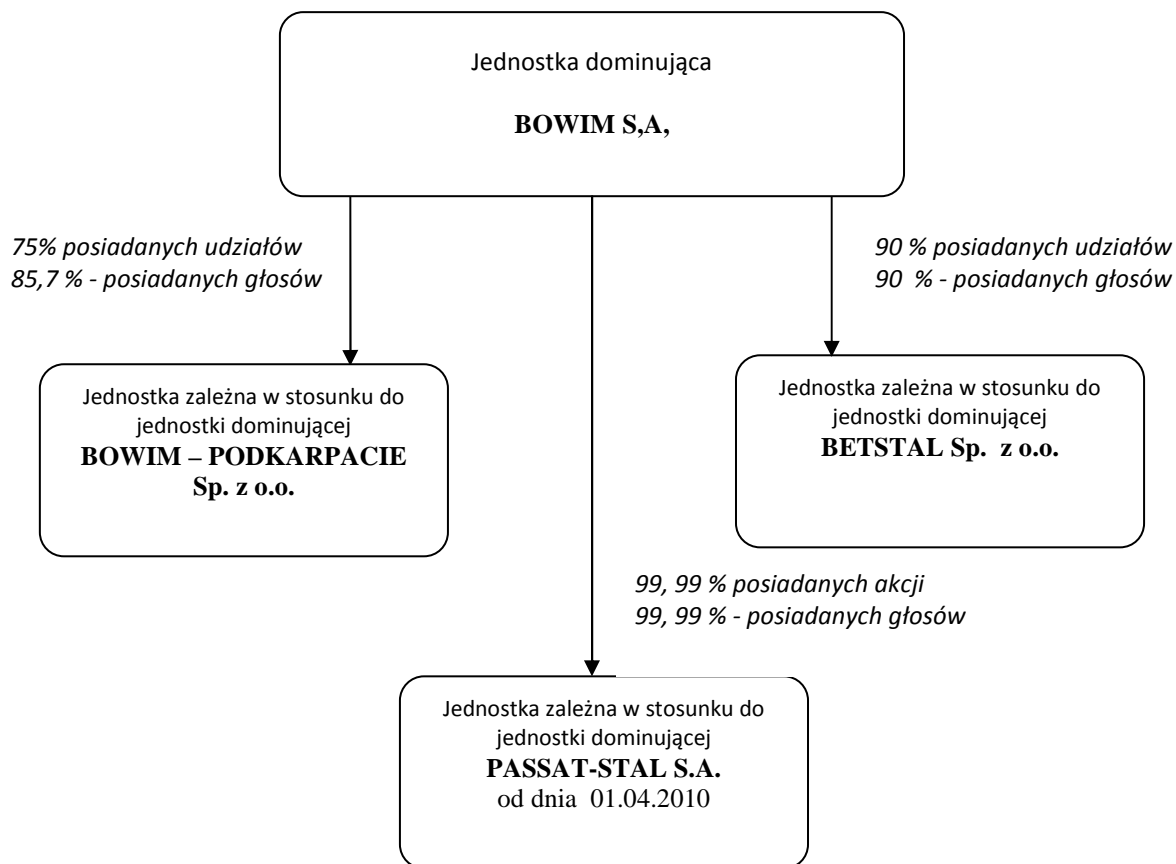 Jednostka dominująca
BOWIM S,A,
75% posiadanych udziałów
85,7 % - posiadanych głosów
90 % posiadanych udziałów
90  % - posiadanych głosów
Jednostka zależna w stosunku do
jednostki dominującej
BOWIM – PODKARPACIE
Sp. z o.o.
Jednostka zależna w stosunku do
jednostki dominującej
BETSTAL Sp.  z o.o.
99, 99 % posiadanych akcji
99, 99 % - posiadanych głosów
Jednostka zależna w stosunku do
jednostki dominującej
PASSAT-STAL S.A.
od dnia  01.04.2010